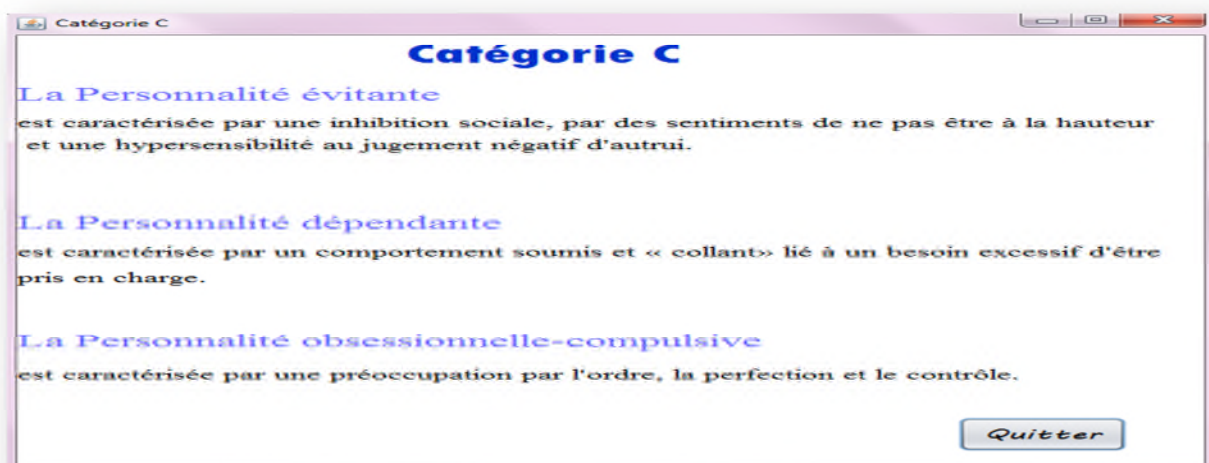 Catégorie C
Catégorie C
La Personnalité évitante
est caractérisée par une inhibition sociale, par des sentiments de ne pas être à la hauteur
et une hypersensibilité au jugement négatif d'autrui.
La Personnalité dépendante
est caractérisée par un comportement soumis et « collant» lié à un besoin excessif d'être
pris en charge.
La Personnalité obsessionnelle-compulsive
est caractérisée par une préoccupation par l'ordre, la perfection et le contrôle.
Quitter